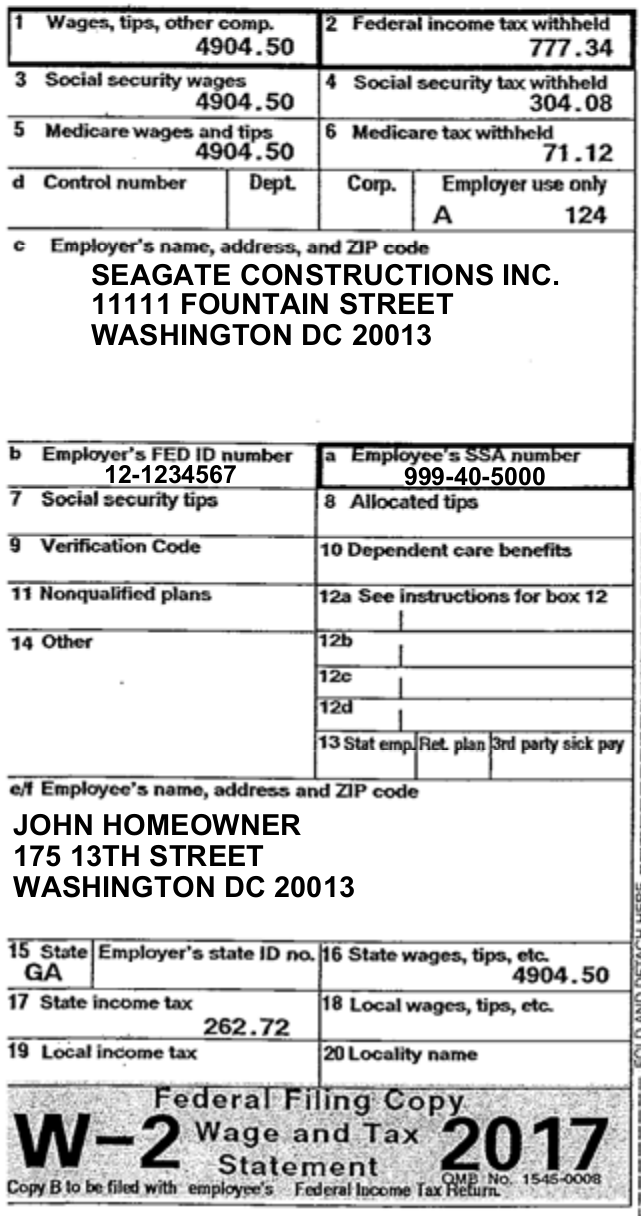 1 Wages, tips, other comp.
4904.50
2 Federal income tax withheld
777.34
3 Social security wages
4904.50
4 Social security tax withheld
304.08
5 Medicare wages and tips
4904.50
6 Medicare tax withheld
71.12
d Control number
Dept.
Corp.
Employer use only
A 124
c Employer's name, address, and ZIP code
SEAGATE CONSTRUCTIONS INC.
11111 FOUNTAIN STREET
WASHINGTON DC 20013
b Employer's FED ID number
12-1234567
a Employee's SSA number
999-40-5000
7 Social security tips
8 Allocated tips
9 Verification Code
10 Dependent care benefits
11 Nonqualified plans
12a See instructions for box 12
14 Other
12b
12c
12d
13 Stat emp. Ret. plan 3rd party sick pay
e/f Employee's name, address and ZIP code
JOHN HOMEOWNER
175 13TH STREET
WASHINGTON DC 20013
15 State
GA
Employer's state ID no.
16 State wages, tips, etc.
4904.50
17 State income tax
262.72
18 Local wages, tips, etc.
19 Local income tax
20 Locality name
Federal Filing Copy
W-2 Wage and Tax 2017
Statement
OMB No. 1545-0008
Copy B to be filed with employee's Federal Income Tax Return.
FOLD AND DETACH HERE